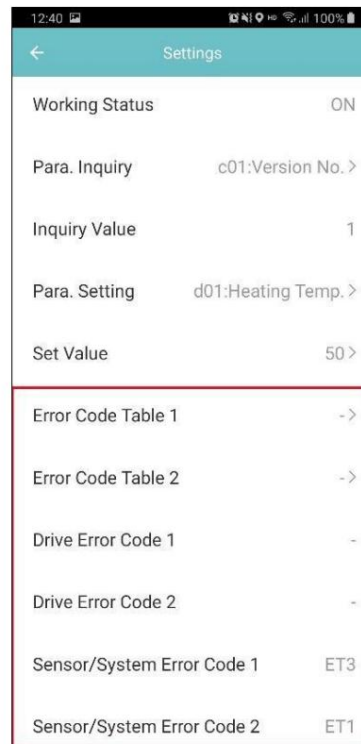 12:40 HD 100%
Settings
Working Status ON
Para. Inquiry c01:Version No. >
Inquiry Value 1
Para. Setting d01:Heating Temp. >
Set Value 50 >
Error Code Table 1 - >
Error Code Table 2 - >
Drive Error Code 1 -
Drive Error Code 2 -
Sensor/System Error Code 1 ET3
Sensor/System Error Code 2 ET1